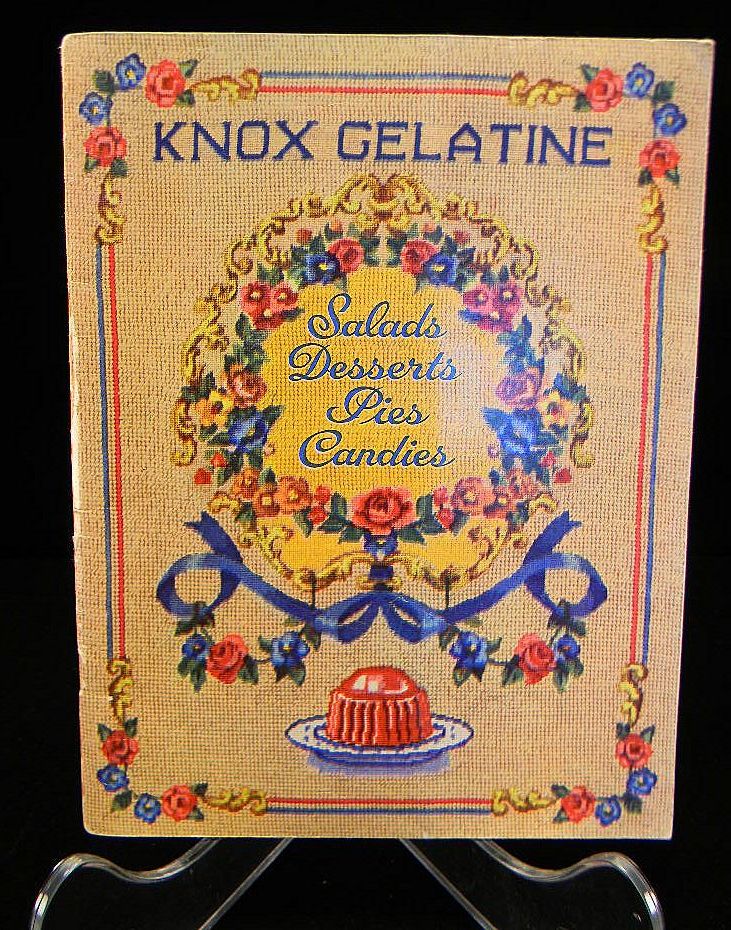 KNOX GELATINE
Salads
Desserts
Pies
Candies